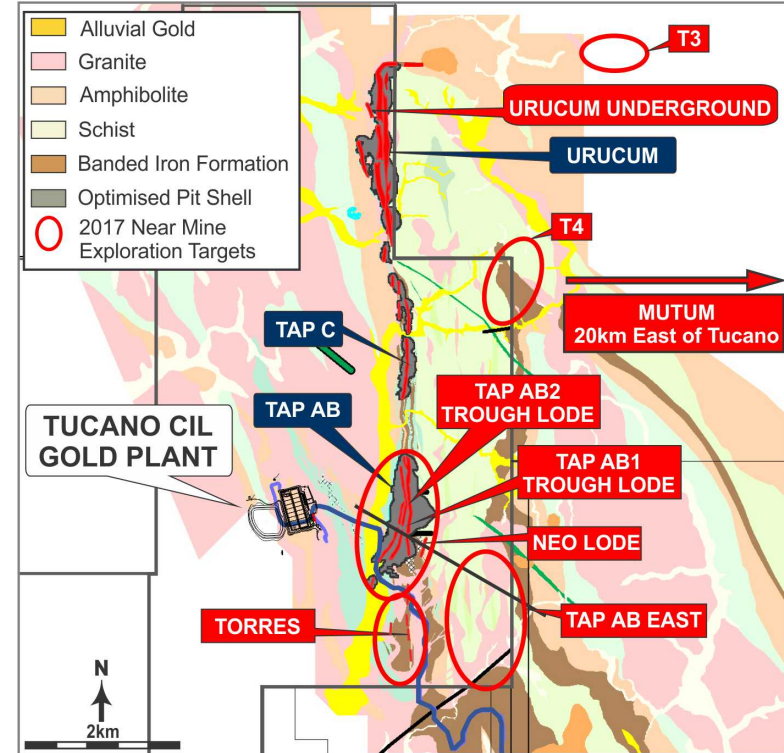 Alluvial Gold
Granite
Amphibolite
Schist
Banded Iron Formation
Optimised Pit Shell
2017 Near Mine
Exploration Targets
T3
URUCUM UNDERGROUND
URUCUM
T4
MUTUM
20km East of Tucano
TAP C
TAP AB
TAP AB2
TROUGH LODE
TUCANO CIL
GOLD PLANT
TAP AB1
TROUGH LODE
NEO LODE
TORRES
TAP AB EAST
N
2km